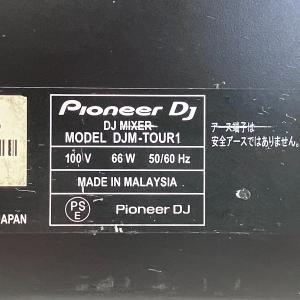 Pioneer Dj
DJ MIXER
MODEL DJM-TOUR1
100 V 66 W 50/60 Hz
MADE IN MALAYSIA
PS
E
Pioneer DJ
アース端子は
安全アースではありません。
JAPAN